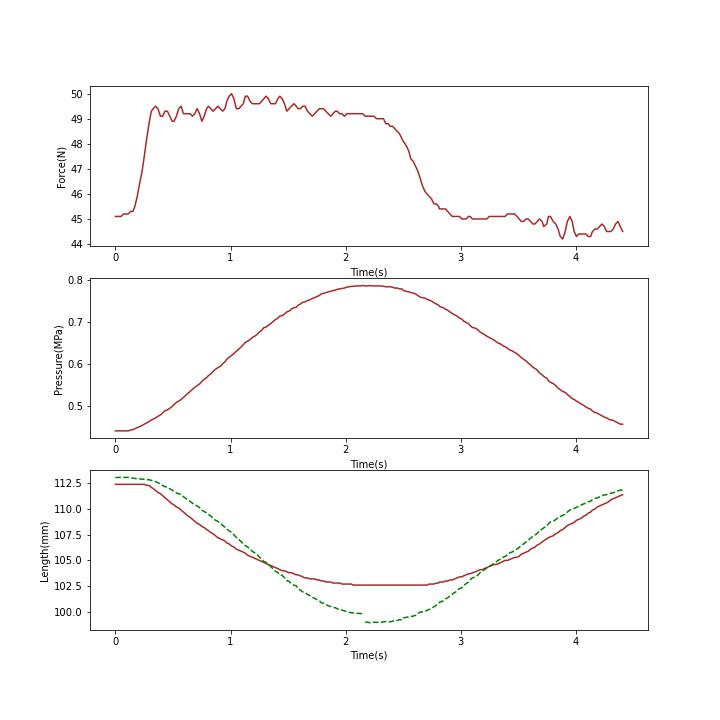 50
49
48
47
46
45
44
Force(N)
0 1 2 3 4
Time(s)
0.8
0.7
0.6
0.5
Pressure(MPa)
0 1 2 3 4
Time(s)
112.5
110.0
107.5
105.0
102.5
100.0
Length(mm)
0 1 2 3 4
Time(s)